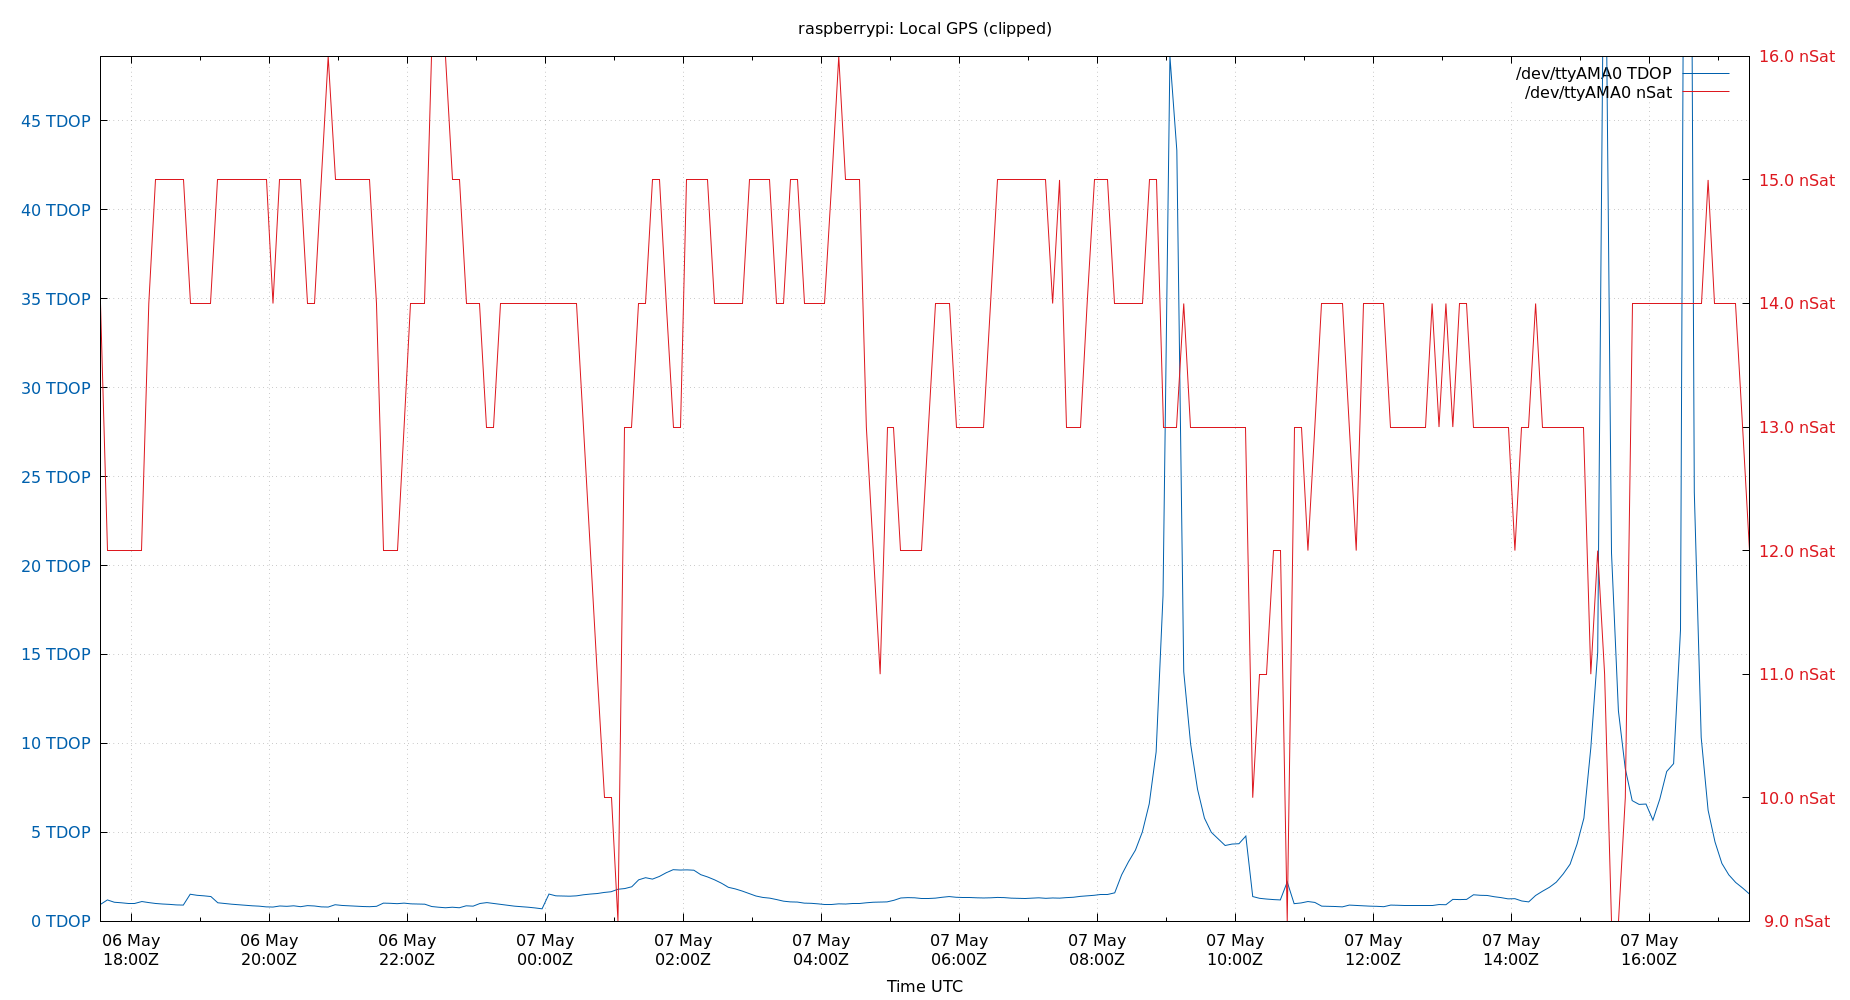 raspberrypi: Local GPS (clipped)
/dev/ttyAMA0 TDOP
/dev/ttyAMA0 nSat
45 TDOP
40 TDOP
35 TDOP
30 TDOP
25 TDOP
20 TDOP
15 TDOP
10 TDOP
5 TDOP
0 TDOP
16.0 nSat
15.0 nSat
14.0 nSat
13.0 nSat
12.0 nSat
11.0 nSat
10.0 nSat
9.0 nSat
06 May
18:00Z
06 May
20:00Z
06 May
22:00Z
07 May
00:00Z
07 May
02:00Z
07 May
04:00Z
07 May
06:00Z
07 May
08:00Z
07 May
10:00Z
07 May
12:00Z
07 May
14:00Z
07 May
16:00Z
Time UTC